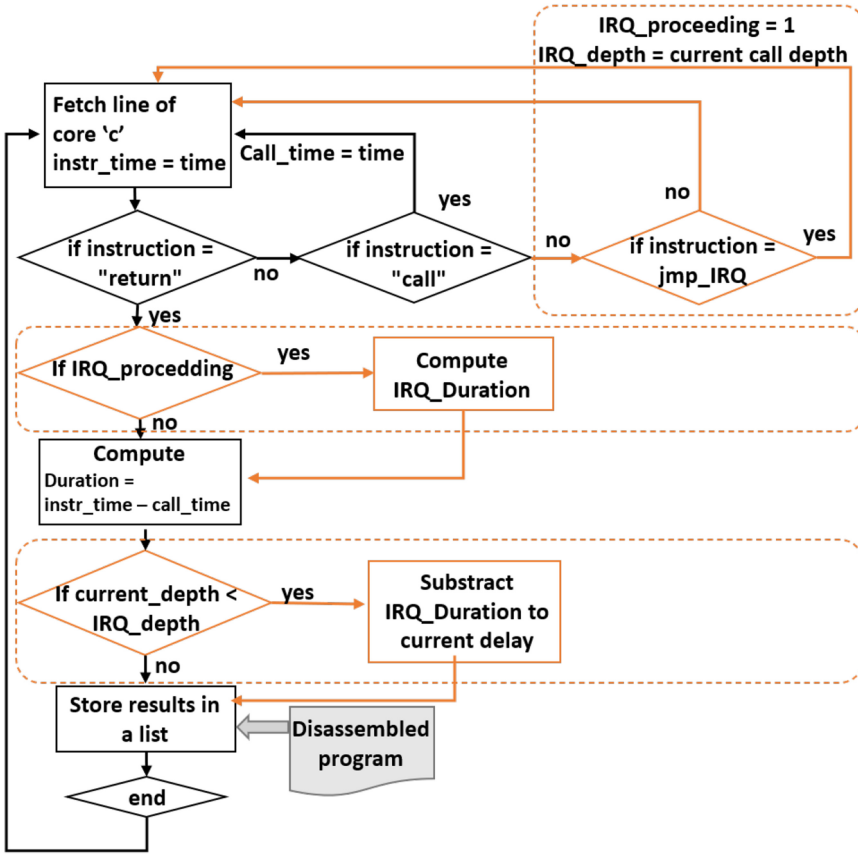 IRQ_proceeding = 1
IRQ_depth = current call depth
Fetch line of
core ‘c’
instr_time = time
Call_time = time
yes
no
yes
if instruction =
"return"
no
if instruction =
"call"
no
if instruction =
jmp_IRQ
yes
If IRQ_procedding
yes
Compute
IRQ_Duration
no
Compute
Duration =
instr_time – call_time
If current_depth <
IRQ_depth
yes
Substract
IRQ_Duration to
current delay
no
Store results in
a list
Disassembled
program
end